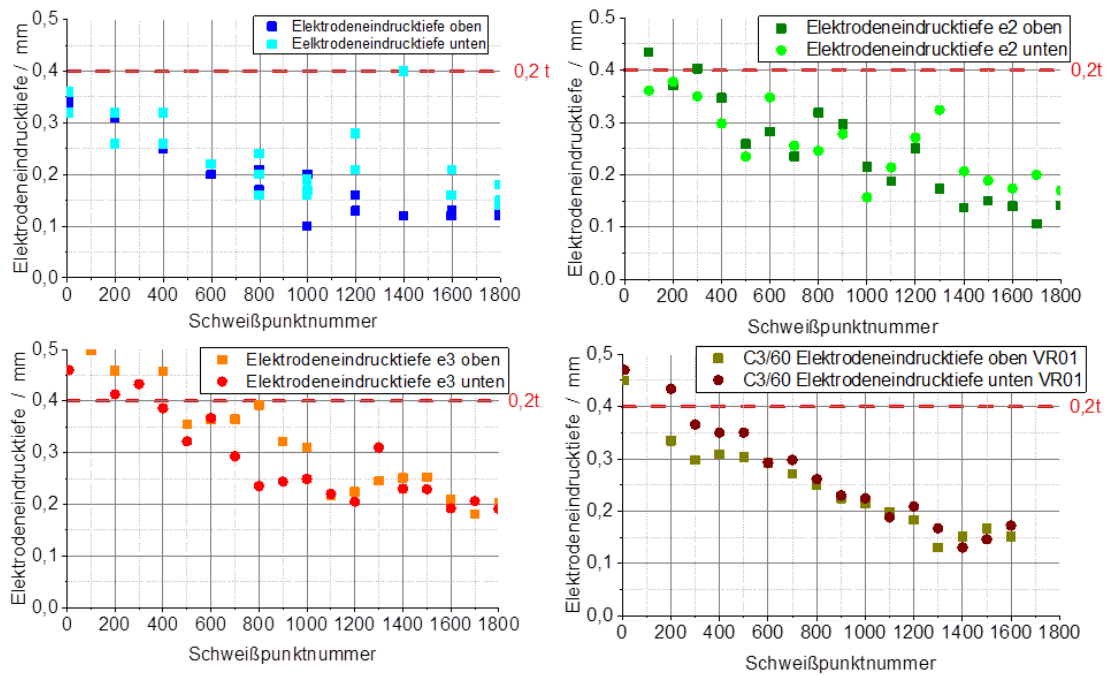 Elektrodeneindrucktiefe / mm
0,5
0,4
0,3
0,2
0,1
0,0
Elektrodeneindrucktiefe oben
Eelktrodeneindrucktiefe unten
0,2 t
0 200 400 600 800 1000 1200 1400 1600 1800
Schweißpunktnummer
Elektrodeneindrucktiefe / mm
0,5
0,4
0,3
0,2
0,1
0,0
Elektrodeneindrucktiefe e2 oben
Elektrodeneindrucktiefe e2 unten
0,2t
0 200 400 600 800 1000 1200 1400 1600 1800
Schweißpunktnummer
Elektrodeneindrucktiefe / mm
0,5
0,4
0,3
0,2
0,1
0,0
Elektrodeneindrucktiefe e3 oben
Elektrodeneindrucktiefe e3 unten
0,2t
0 200 400 600 800 1000 1200 1400 1600 1800
Schweißpunktnummer
Elektrodeneindrucktiefe / mm
0,5
0,4
0,3
0,2
0,1
0,0
C3/60 Elektrodeneindrucktiefe oben VR01
C3/60 Elektrodeneindrucktiefe unten VR01
0,2t
0 200 400 600 800 1000 1200 1400 1600 1800
Schweißpunktnummer